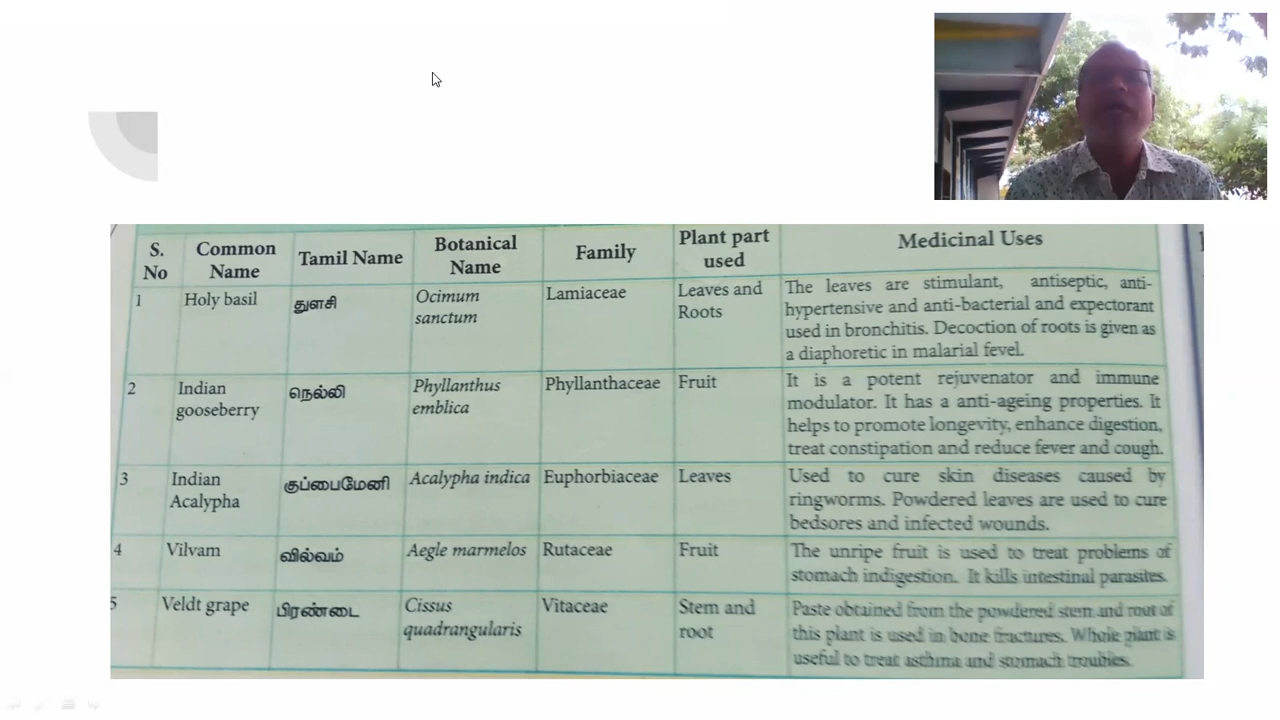 S. No | Common Name | Tamil Name | Botanical Name | Family | Plant part used | Medicinal Uses
1 | Holy basil | துளசி | Ocimum sanctum | Lamiaceae | Leaves and Roots | The leaves are stimulant, antiseptic, anti-
hypertensive and anti-bacterial and expectorant
used in bronchitis. Decoction of roots is given as
a diaphoretic in malarial fevel.
2 | Indian gooseberry | நெல்லி | Phyllanthus emblica | Phyllanthaceae | Fruit | It is a potent rejuvenator and immune
modulator. It has a anti-ageing properties. It
helps to promote longevity, enhance digestion,
treat constipation and reduce fever and cough.
3 | Indian Acalypha | குப்பைமேனி | Acalypha indica | Euphorbiaceae | Leaves | Used to cure skin diseases caused by
ringworms. Powdered leaves are used to cure
bedsores and infected wounds.
4 | Vilvam | வில்வம் | Aegle marmelos | Rutaceae | Fruit | The unripe fruit is used to treat problems of
stomach indigestion. It kills intestinal parasites.
5 | Veldt grape | பிரண்டை | Cissus quadrangularis | Vitaceae | Stem and root | Paste obtained from the powdered stem and root of
this plant is used in bone fractures. Whole plant is
useful to treat asthma and stomach troubles.